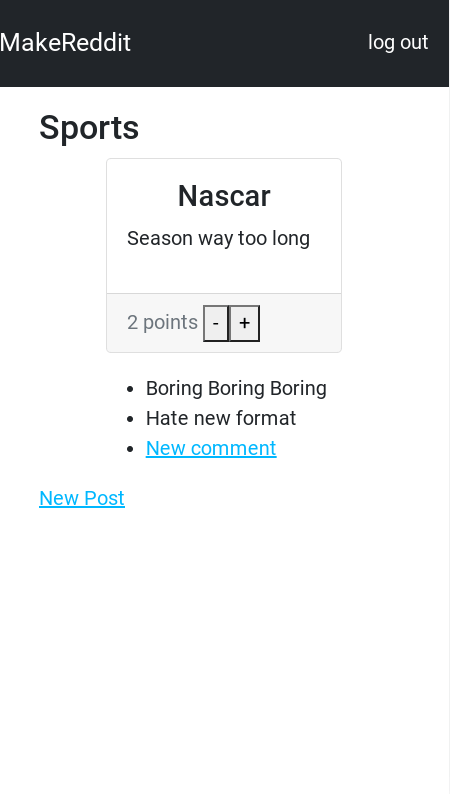 MakeReddit log out
Sports
Nascar
Season way too long
2 points - +
Boring Boring Boring
Hate new format
New comment
New Post